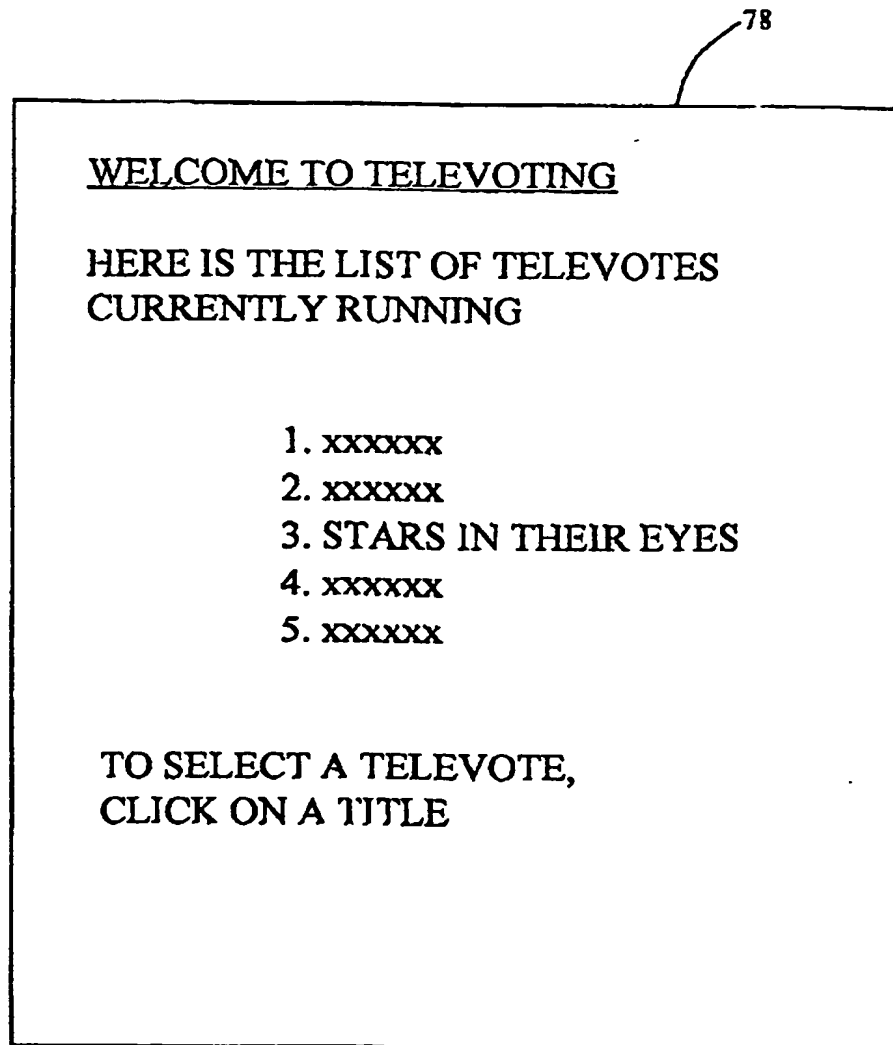 78
WELCOME TO TELEVOTING
HERE IS THE LIST OF TELEVOTES
CURRENTLY RUNNING
1. xxxxxx
2. xxxxxx
3. STARS IN THEIR EYES
4. xxxxxx
5. xxxxxx
TO SELECT A TELEVOTE,
CLICK ON A TITLE